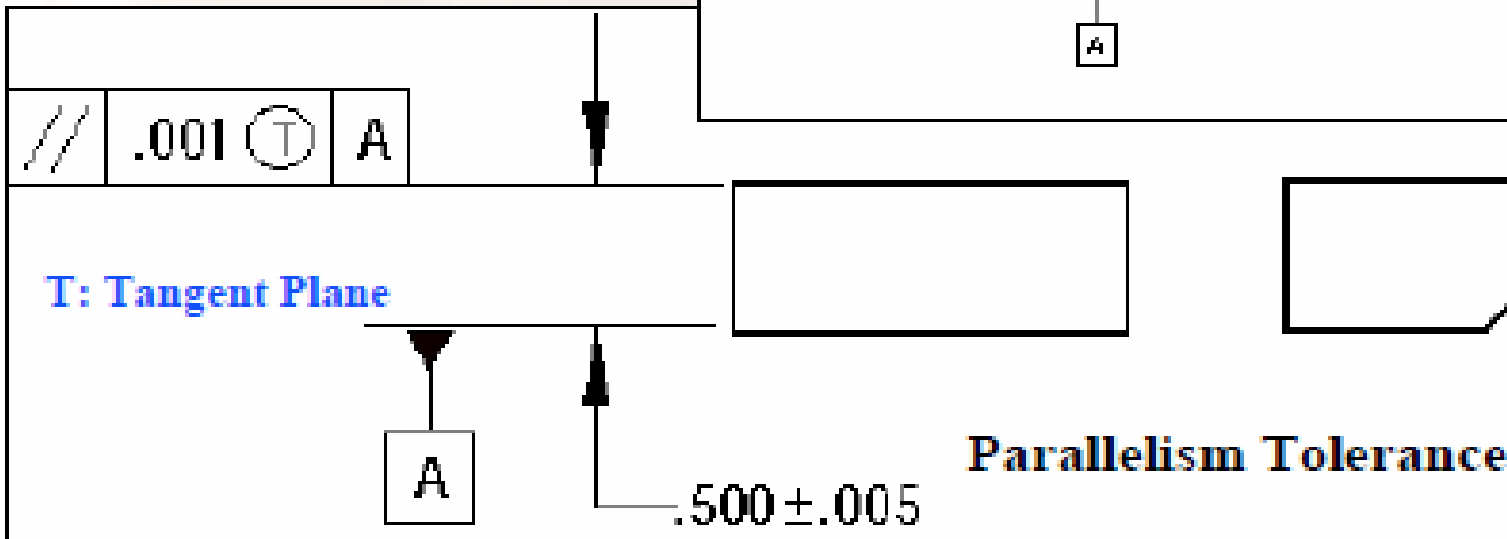 A
// .001 Ⓣ A
T: Tangent Plane
A
Parallelism Tolerance
.500±.005